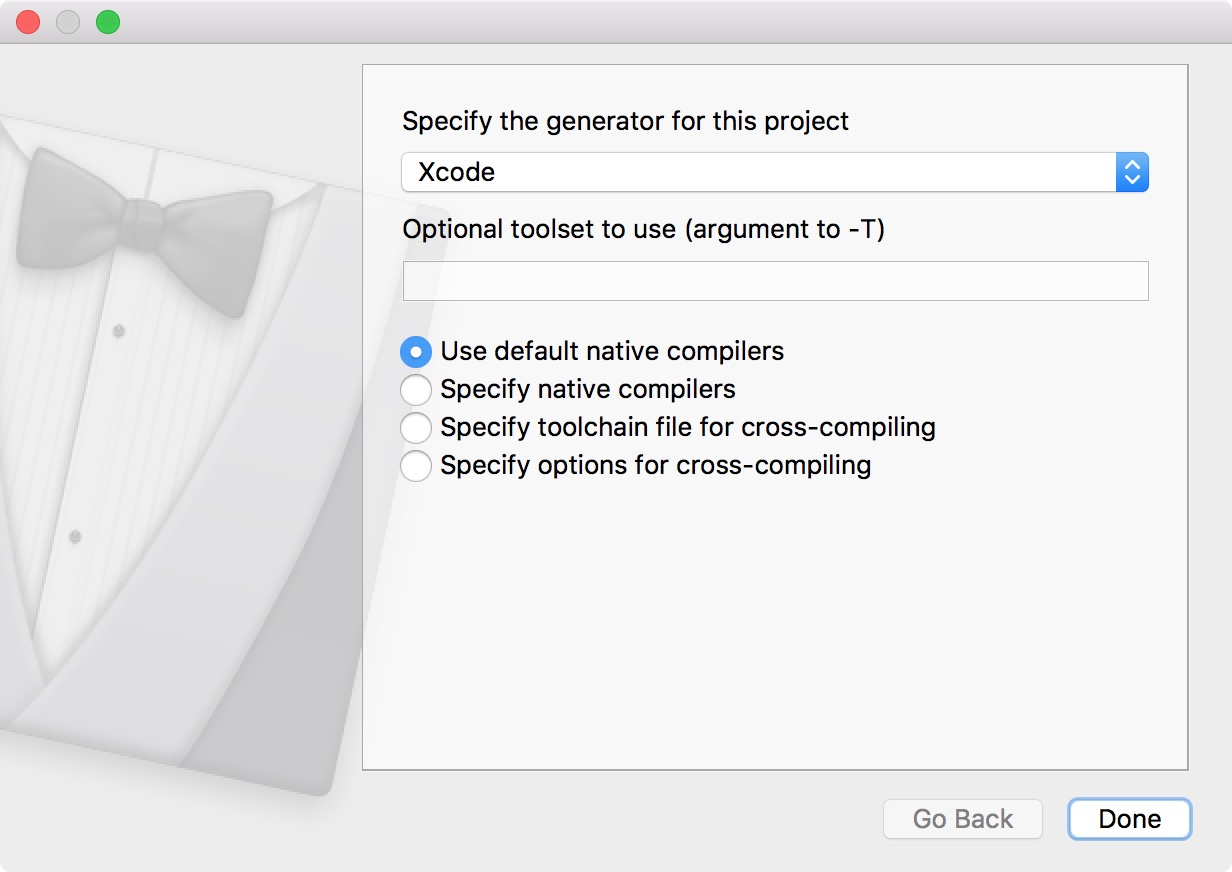 Specify the generator for this project
Xcode
Optional toolset to use (argument to -T)
Use default native compilers
Specify native compilers
Specify toolchain file for cross-compiling
Specify options for cross-compiling
Go Back
Done